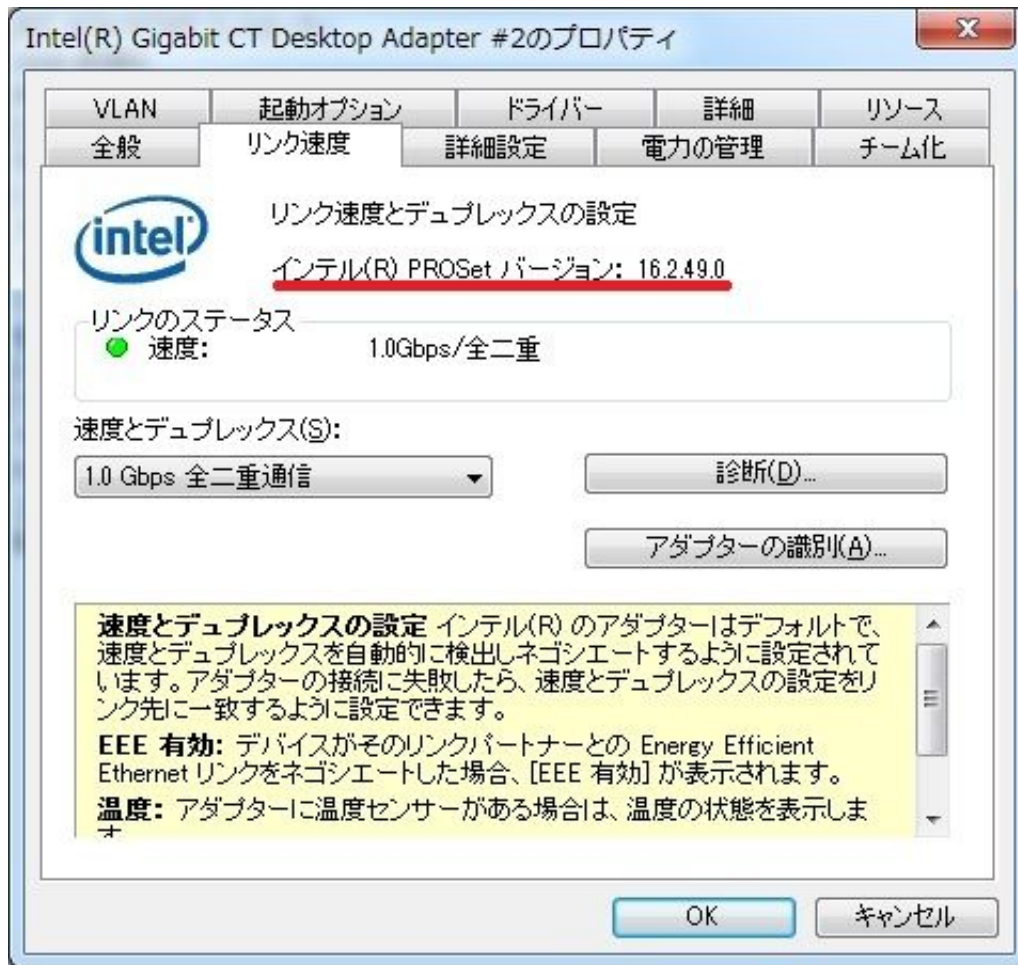 Intel(R) Gigabit CT Desktop Adapter #2のプロパティ
VLAN 起動オプション ドライバー 詳細 リソース
全般 リンク速度 詳細設定 電力の管理 チーム化
intel
リンク速度とデュプレックスの設定
インテル(R) PROSet バージョン: 16.2.49.0
リンクのステータス
速度: 1.0Gbps/全二重
速度とデュプレックス(S):
1.0 Gbps 全二重通信
診断(D)...
アダプターの識別(A)...
速度とデュプレックスの設定 インテル(R) のアダプターはデフォルトで、
速度とデュプレックスを自動的に検出しネゴシエートするように設定されて
います。アダプターの接続に失敗したら、速度とデュプレックスの設定をリ
ンク先に一致するように設定できます。
EEE 有効: デバイスがそのリンクパートナーとの Energy Efficient
Ethernet リンクをネゴシエートした場合、[EEE 有効] が表示されます。
温度: アダプターに温度センサーがある場合は、温度の状態を表示しま
す
OK キャンセル